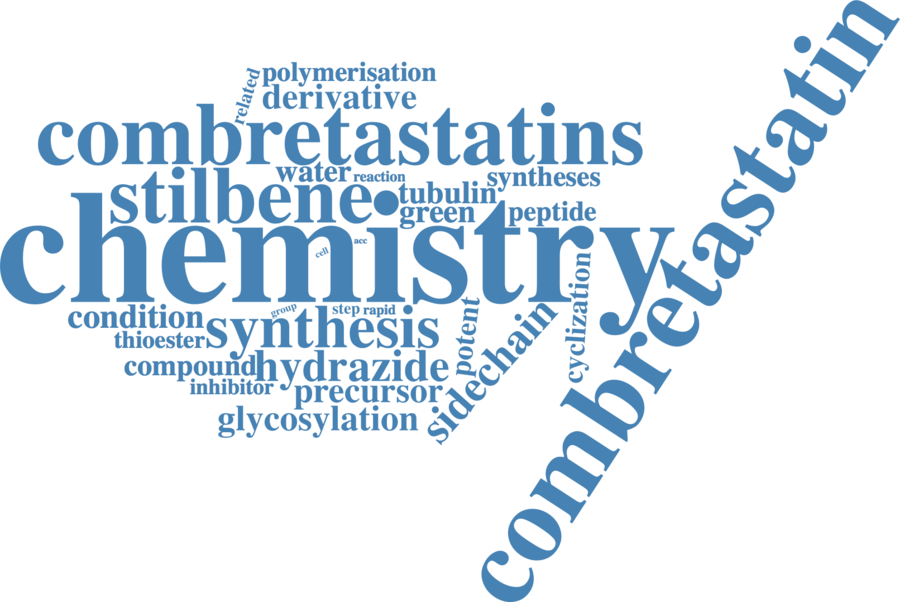 polymerisation
related
derivative
combretastatins
water
reaction
syntheses
stilbene
tubulin
green
peptide
chemistry
cell
acc
combretastatin
condition
group
step
rapid
thioester
synthesis
potent
sidechain
cyclization
compound
hydrazide
inhibitor
precursor
glycosylation